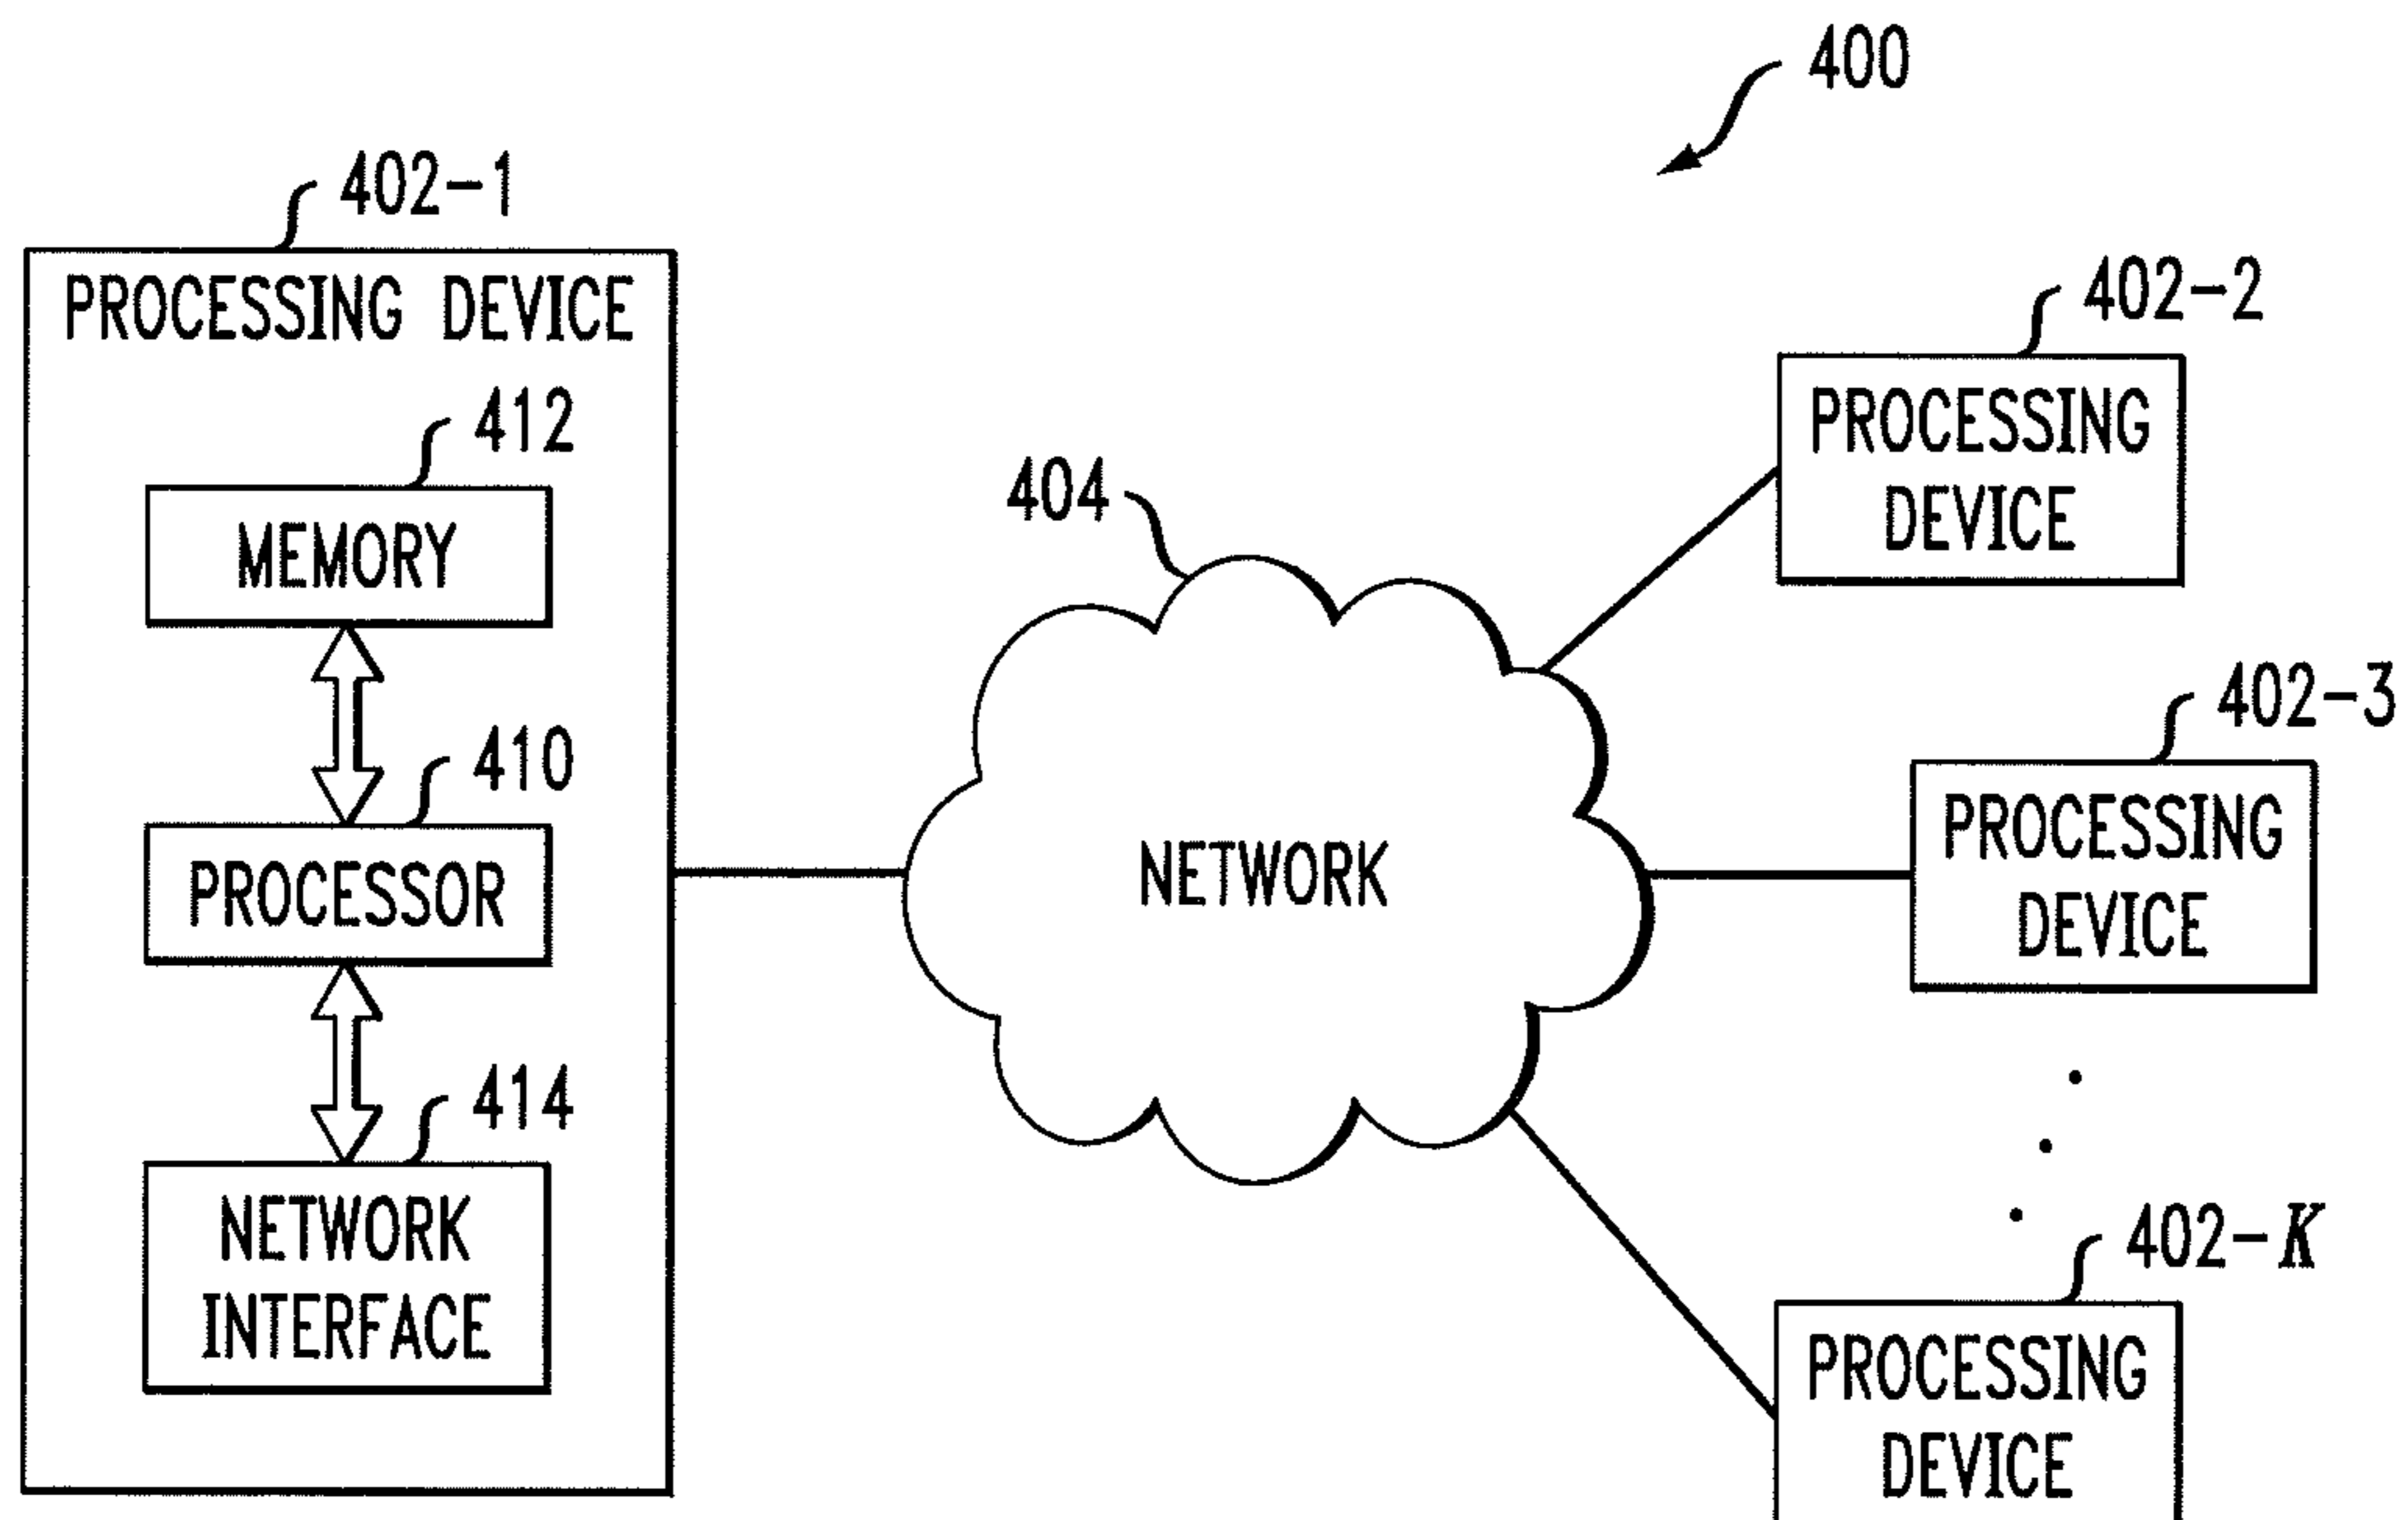 400
402-1
PROCESSING DEVICE
412
MEMORY
410
PROCESSOR
414
NETWORK
INTERFACE
404
NETWORK
402-2
PROCESSING
DEVICE
402-3
PROCESSING
DEVICE
402-K
PROCESSING
DEVICE